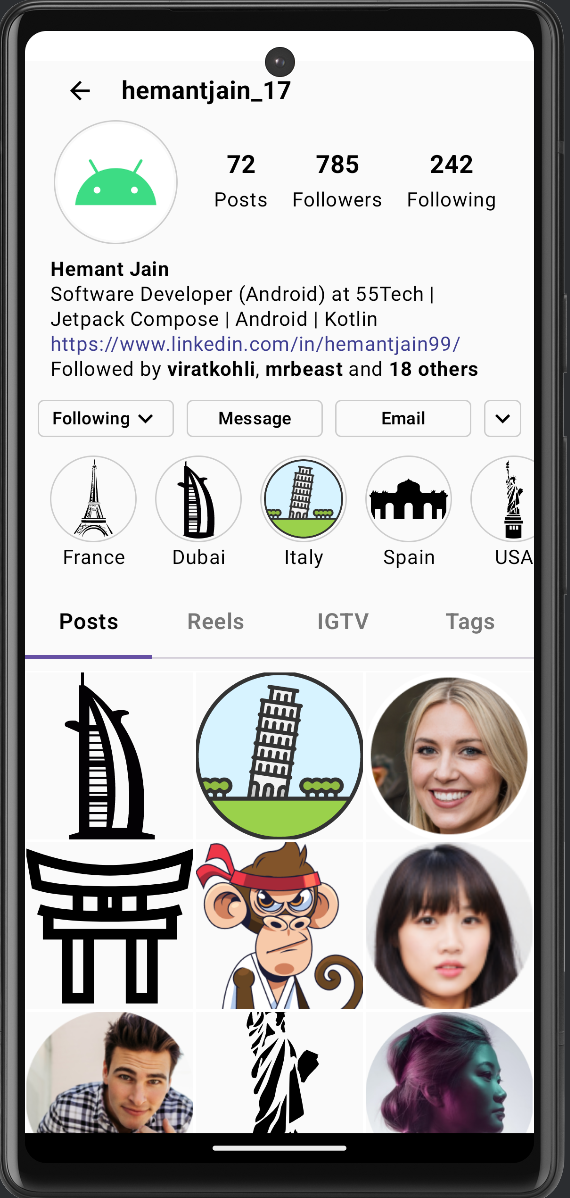 hemantjain_17
72 785 242
Posts Followers Following
Hemant Jain
Software Developer (Android) at 55Tech |
Jetpack Compose | Android | Kotlin
https://www.linkedin.com/in/hemantjain99/
Followed by viratkohli, mrbeast and 18 others
Following Message Email
France Dubai Italy Spain USA
Posts Reels IGTV Tags